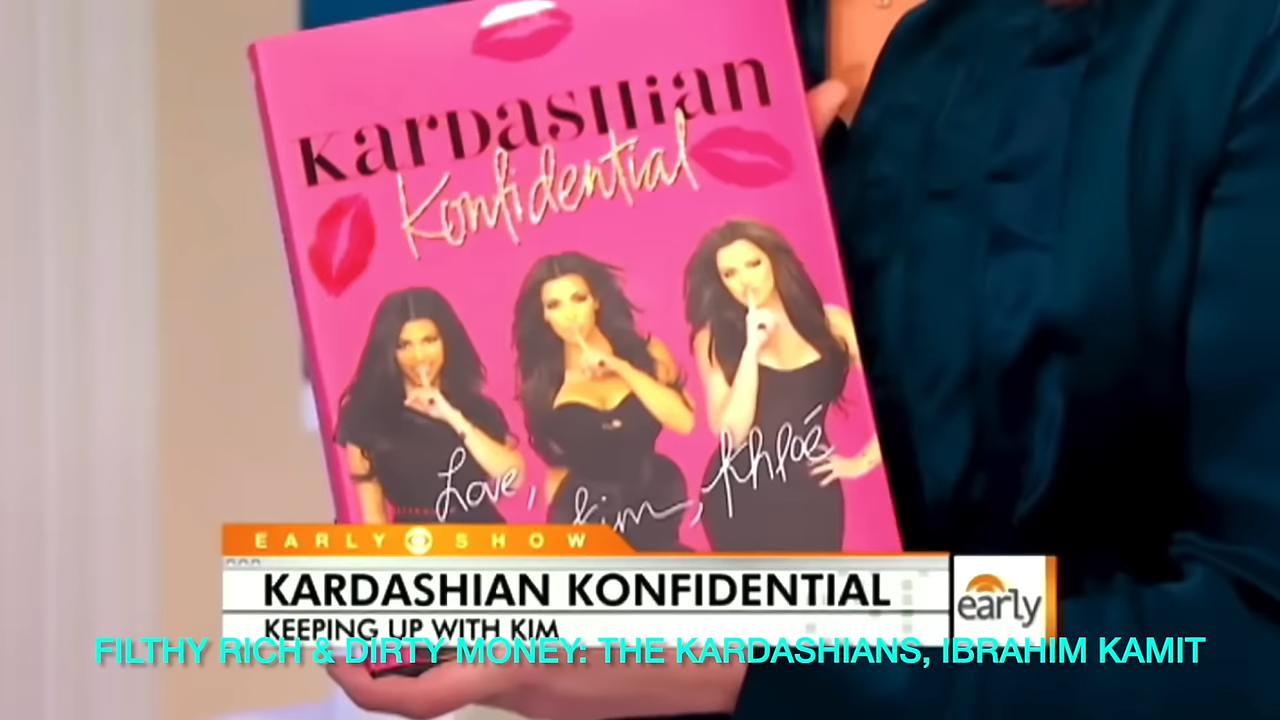 KARDASHIAN
Konfidential
Love, Kim, Khloé
EARLY SHOW
KARDASHIAN KONFIDENTIAL
early
KEEPING UP WITH KIM
FILTHY RICH & DIRTY MONEY: THE KARDASHIANS, IBRAHIM KAMIT